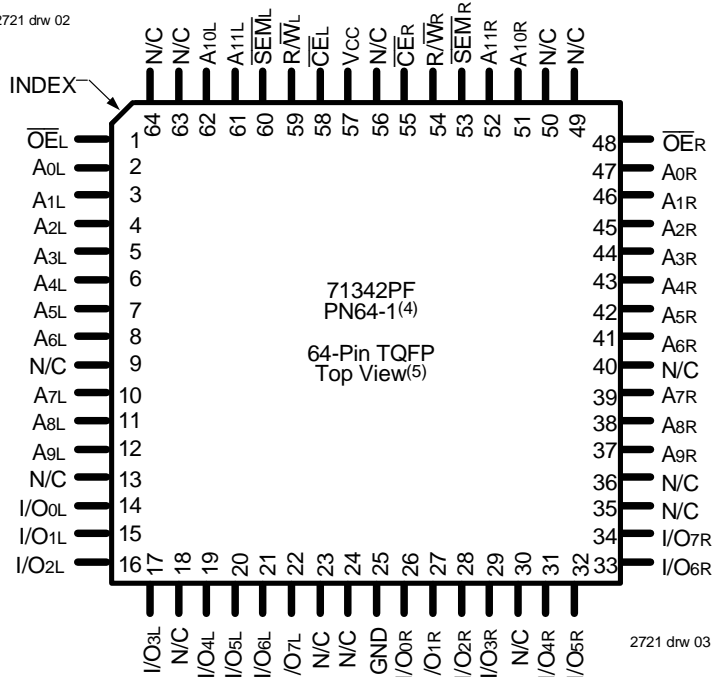 2721 drw 02
INDEX
N/C
N/C
A10L
A11L
SEML
R/WL
CEL
VCC
N/C
CER
R/WR
SEMR
A11R
A10R
N/C
N/C
64
63
62
61
60
59
58
57
56
55
54
53
52
51
50
49
OEL 1
A0L 2
A1L 3
A2L 4
A3L 5
A4L 6
A5L 7
A6L 8
N/C 9
A7L 10
A8L 11
A9L 12
N/C 13
I/O0L 14
I/O1L 15
I/O2L 16
71342PF
PN64-1(4)
64-Pin TQFP
Top View(5)
48 OER
47 A0R
46 A1R
45 A2R
44 A3R
43 A4R
42 A5R
41 A6R
40 N/C
39 A7R
38 A8R
37 A9R
36 N/C
35 N/C
34 I/O7R
33 I/O6R
17
18
19
20
21
22
23
24
25
26
27
28
29
30
31
32
I/O3L
N/C
I/O4L
I/O5L
I/O6L
I/O7L
N/C
N/C
GND
I/O0R
I/O1R
I/O2R
I/O3R
N/C
I/O4R
I/O5R
2721 drw 03